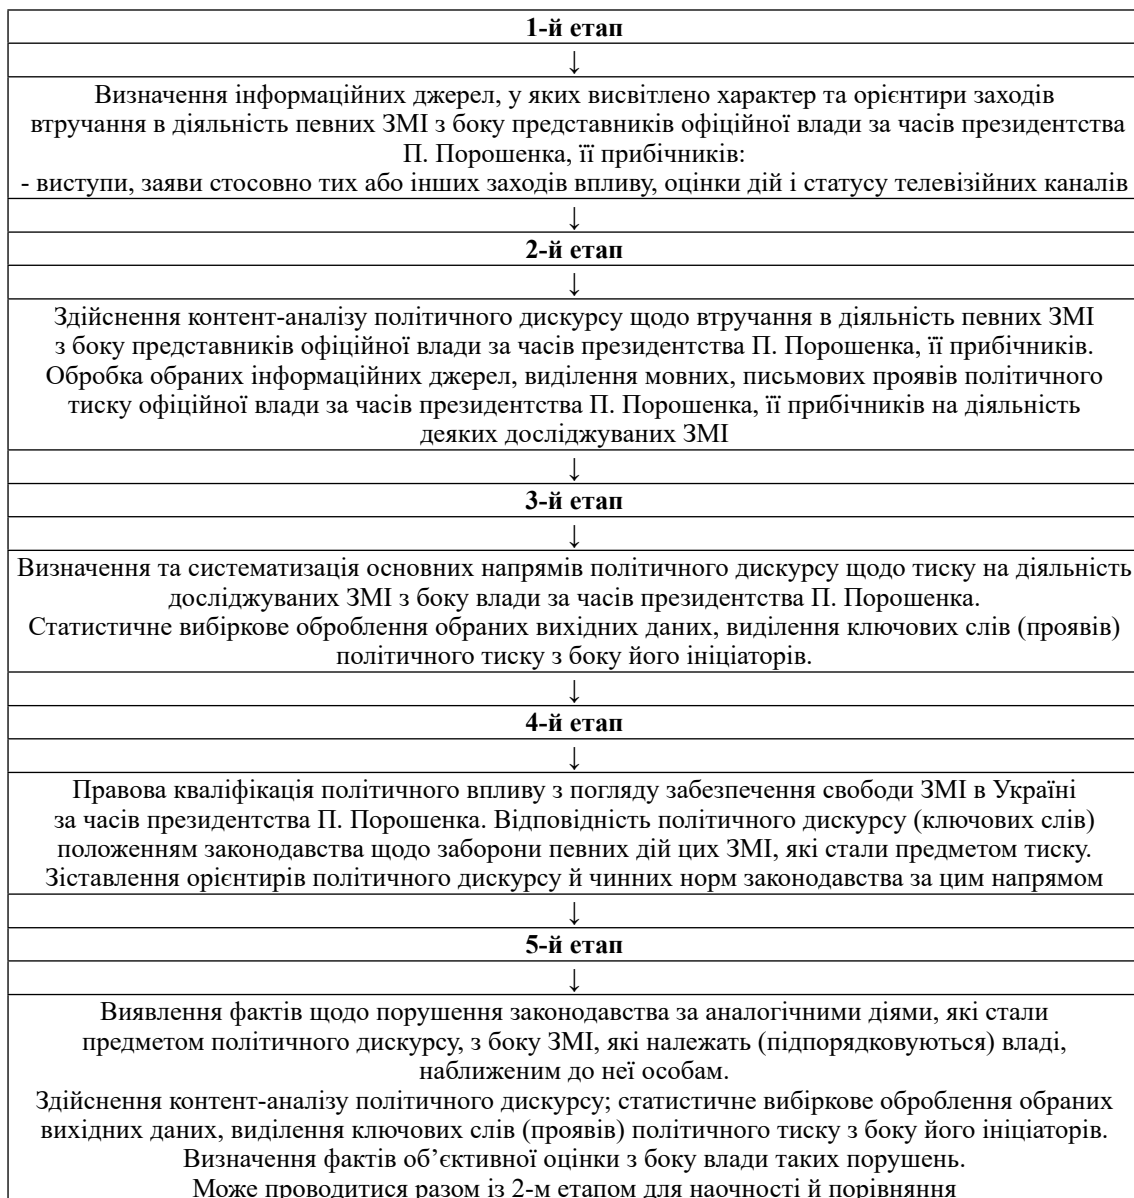 1-й етап
↓
Визначення інформаційних джерел, у яких висвітлено характер та орієнтири заходів
втручання в діяльність певних ЗМІ з боку представників офіційної влади за часів президентства
П. Порошенка, її прибічників:
- виступи, заяви стосовно тих або інших заходів впливу, оцінки дій і статусу телевізійних каналів
↓
2-й етап
↓
Здійснення контент-аналізу політичного дискурсу щодо втручання в діяльність певних ЗМІ
з боку представників офіційної влади за часів президентства П. Порошенка, її прибічників.
Обробка обраних інформаційних джерел, виділення мовних, письмових проявів політичного
тиску офіційної влади за часів президентства П. Порошенка, її прибічників на діяльність
деяких досліджуваних ЗМІ
↓
3-й етап
↓
Визначення та систематизація основних напрямів політичного дискурсу щодо тиску на діяльність
досліджуваних ЗМІ з боку влади за часів президентства П. Порошенка.
Статистичне вибіркове оброблення обраних вихідних даних, виділення ключових слів (проявів)
політичного тиску з боку його ініціаторів.
↓
4-й етап
↓
Правова кваліфікація політичного впливу з погляду забезпечення свободи ЗМІ в Україні
за часів президентства П. Порошенка. Відповідність політичного дискурсу (ключових слів)
положенням законодавства щодо заборони певних дій цих ЗМІ, які стали предметом тиску.
Зіставлення орієнтирів політичного дискурсу й чинних норм законодавства за цим напрямом
↓
5-й етап
↓
Виявлення фактів щодо порушення законодавства за аналогічними діями, які стали
предметом політичного дискурсу, з боку ЗМІ, які належать (підпорядковуються) владі,
наближеним до неї особам.
Здійснення контент-аналізу політичного дискурсу; статистичне вибіркове оброблення обраних
вихідних даних, виділення ключових слів (проявів) політичного тиску з боку його ініціаторів.
Визначення фактів об’єктивної оцінки з боку влади таких порушень.
Може проводитися разом із 2-м етапом для наочності й порівняння